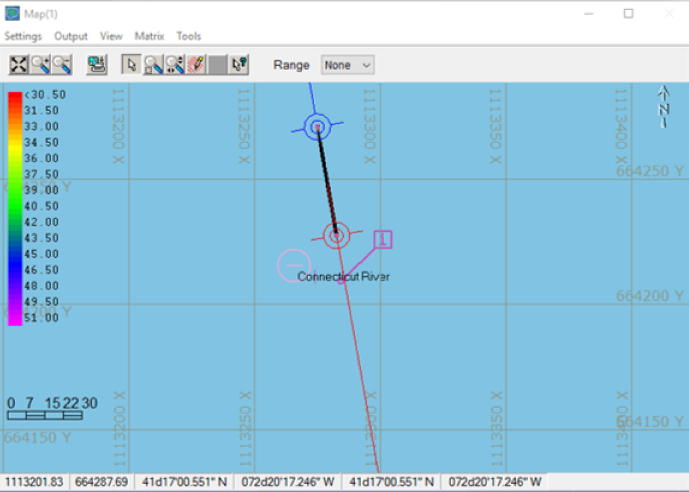 Map(1)
Settings Output View Matrix Tools
Range None
<30.50
31.50
33.00
34.50
36.00
37.50
39.00
40.50
42.00
43.50
45.00
46.50
48.00
49.50
51.00
1113200 X
1113250 X
1113300 X
1113350 X
1113400 X
N
664250 Y
1
Connecticut River
664200 Y
0 7 15 22 30
1113200 X
1113250 X
1113300 X
1113350 X
1113400 X
664150 Y
664150 Y
1113201.83 664287.69 41d17'00.551" N 072d20'17.246" W 41d17'00.551" N 072d20'17.246" W